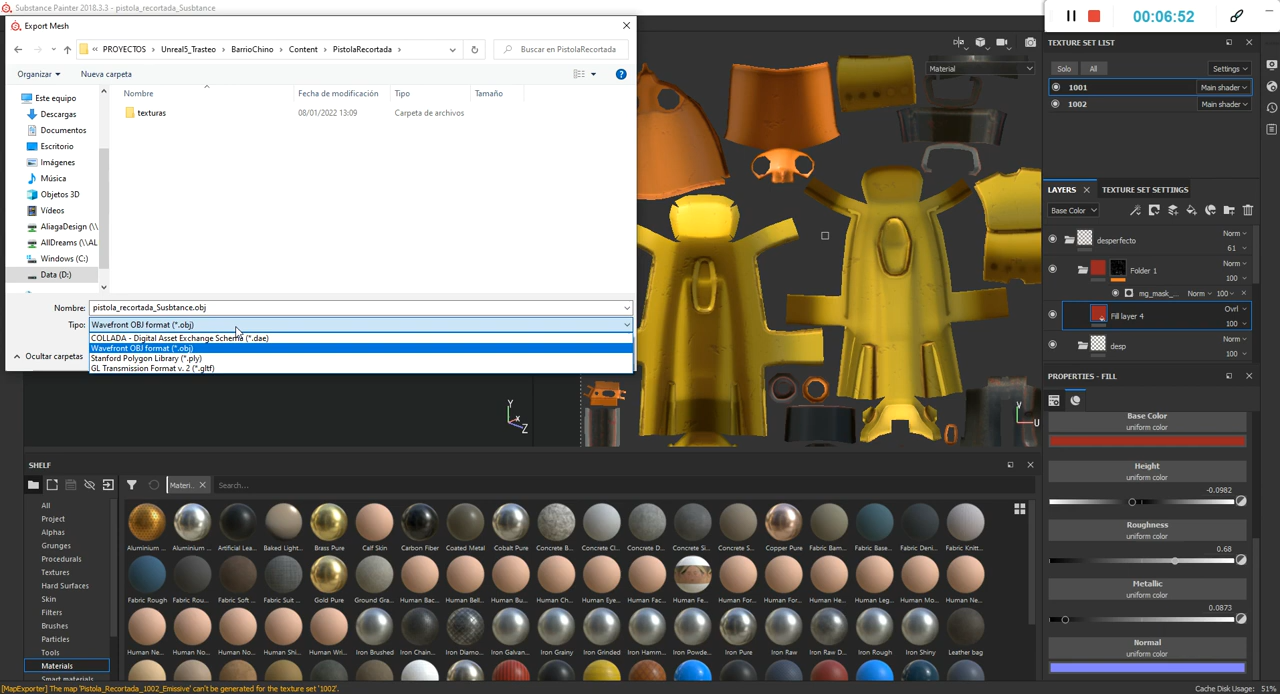 Substance Painter 2018.3.3 - pistola_recortada_Susbtance
Export Mesh
« PROYECTOS > Unreal5_Trasteo > BarrioChino > Content > PistolaRecortada >
Buscar en PistolaRecortada
Organizar
Nueva carpeta
Este equipo
Descargas
Documentos
Escritorio
Imágenes
Música
Objetos 3D
Vídeos
AliagaDesign (\\
AllDreams (\\AL
Windows (C:)
Data (D:)
Nombre
Fecha de modificación
Tipo
Tamaño
texturas
08/01/2022 13:09
Carpeta de archivos
Nombre: pistola_recortada_Susbtance.obj
Tipo: Wavefront OBJ format (*.obj)
COLLADA - Digital Asset Exchange Schema (*.dae)
Wavefront OBJ format (*.obj)
Stanford Polygon Library (*.ply)
GL Transmission Format v. 2 (*.gltf)
Ocultar carpetas
Material
Y
X
Z
V
U
00:06:52
TEXTURE SET LIST
Solo
All
Settings
1001
Main shader
1002
Main shader
LAYERS
TEXTURE SET SETTINGS
Base Color
desperfecto
Norm
61
Folder 1
Norm
100
mg_mask_...
Norm
100
Fill layer 4
Ovrl
100
desp
Norm
100
PROPERTIES - FILL
Base Color
uniform color
Height
uniform color
-0.0982
Roughness
uniform color
0.68
Metallic
uniform color
0.0873
Normal
uniform color
SHELF
Materi...
Search...
All
Project
Alphas
Grunges
Procedurals
Textures
Hard Surfaces
Skin
Filters
Brushes
Particles
Tools
Materials
Smart materials
Aluminium ...
Aluminium ...
Artificial Lea...
Baked Light...
Brass Pure
Calf Skin
Carbon Fiber
Coated Metal
Cobalt Pure
Concrete B...
Concrete Cl...
Concrete D...
Concrete Si...
Concrete S...
Copper Pure
Fabric Bam...
Fabric Base...
Fabric Deni...
Fabric Knitt...
Fabric Rough
Fabric Rou...
Fabric Soft ...
Fabric Suit ...
Gold Pure
Ground Gra...
Human Bac...
Human Bell...
Human Ch...
Human Eye...
Human Fac...
Human Fe...
Human For...
Human For...
Human He...
Human Leg...
Human Mo...
Human Ne...
Human Ne...
Human No...
Human Shi...
Human Wri...
Iron Brushed
Iron Chain...
Iron Diamo...
Iron Galvan...
Iron Grainy
Iron Grinded
Iron Hamm...
Iron Powde...
Iron Pure
Iron Raw
Iron Raw D...
Iron Rough
Iron Shiny
Leather bag
[MapExporter] The map 'Pistola_Recortada_1002_Emissive' can't be generated for the texture set '1002'.
Cache Disk Usage: 51%